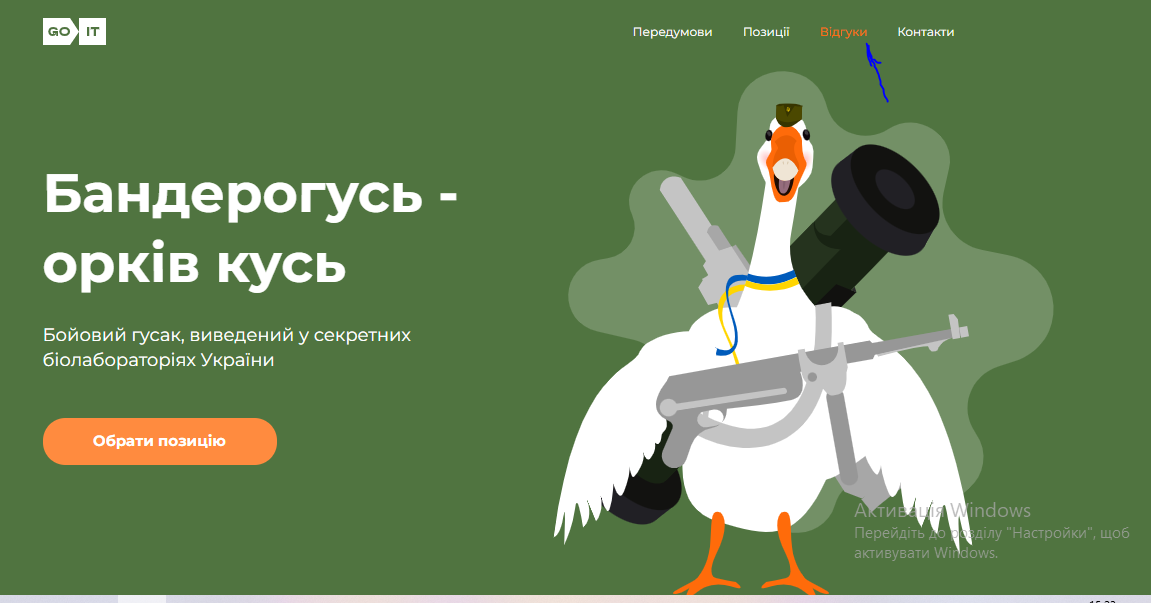 GO IT
Передумови Позиції Відгуки Контакти
Бандерогусь -
орків кусь
Бойовий гусак, виведений у секретних
біолабораторіях України
Обрати позицію
Активація Windows
Перейдіть до розділу "Настройки", щоб
активувати Windows.